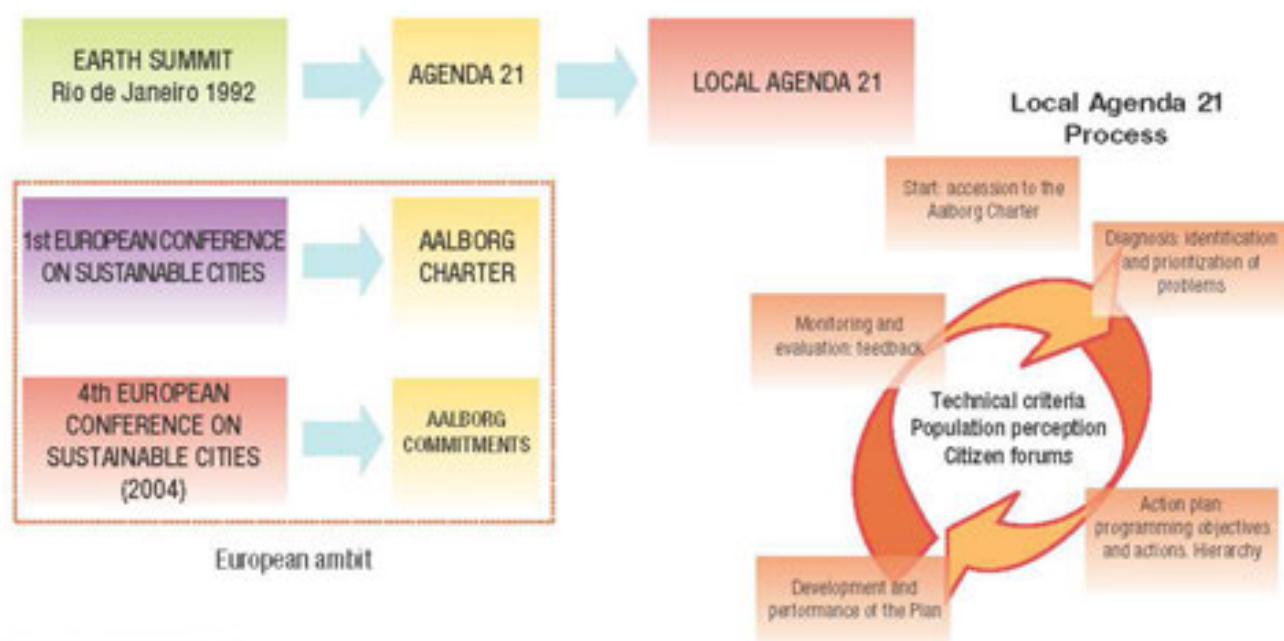 EARTH SUMMIT
Rio de Janeiro 1992
AGENDA 21
LOCAL AGENDA 21
1st EUROPEAN CONFERENCE
ON SUSTAINABLE CITIES
AALBORG
CHARTER
4th EUROPEAN
CONFERENCE ON
SUSTAINABLE CITIES
(2004)
AALBORG
COMMITMENTS
European ambit
Local Agenda 21
Process
Start: accession to the
Aalborg Charter
Diagnosis: identification
and prioritization of
problems
Monitoring and
evaluation: feedback
Technical criteria
Population perception
Citizen forums
Action plan:
programming objectives
and actions. Hierarchy
Development and
performance of the Plan